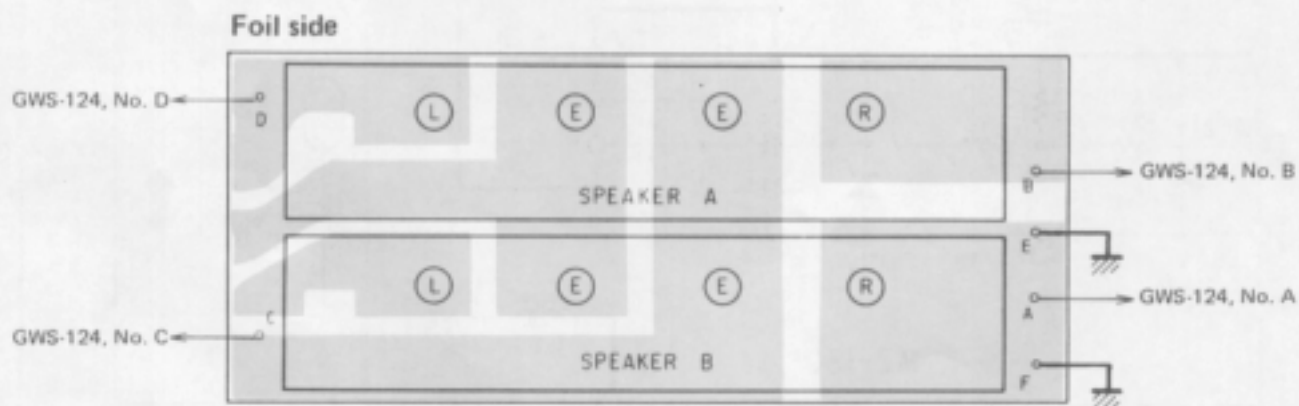 Foil side
GWS-124, No. D
D
L E E R
SPEAKER A
B
GWS-124, No. B
E
L E E R
C
A
GWS-124, No. A
GWS-124, No. C
SPEAKER B
F